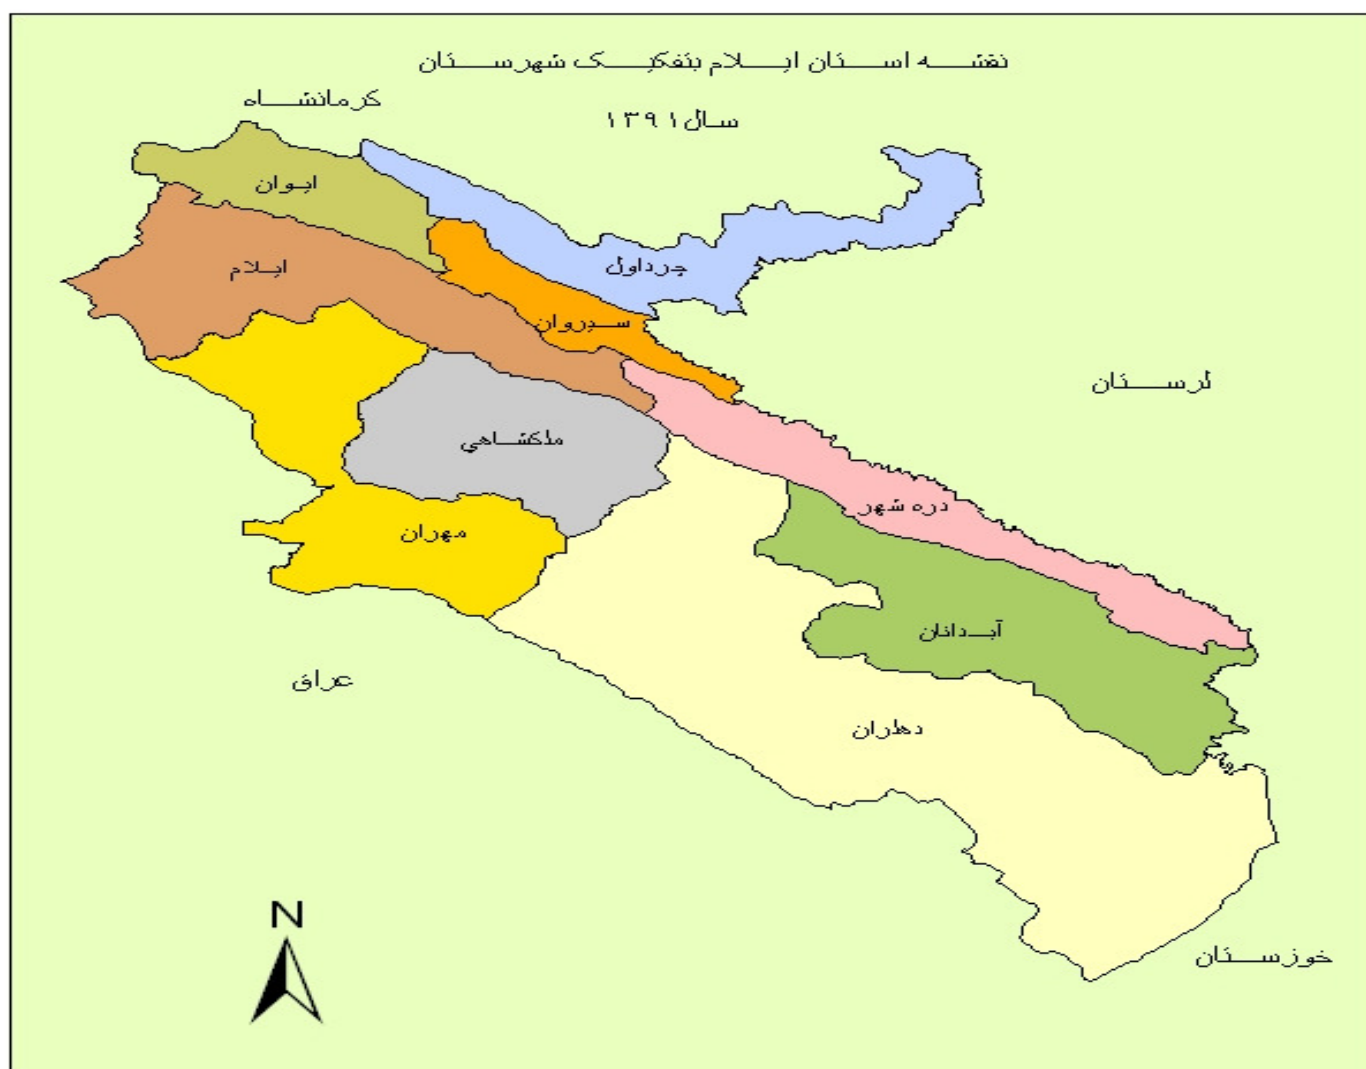 نقشه استان ایلام بتفکیک شهرستان
سال ۱۳۹۱
کرمانشاه
ایوان
ایلام
چرداول
سیروان
لرستان
ملکشاهي
دره شهر
مهران
آبدانان
عراق
دهلران
خوزستان
N